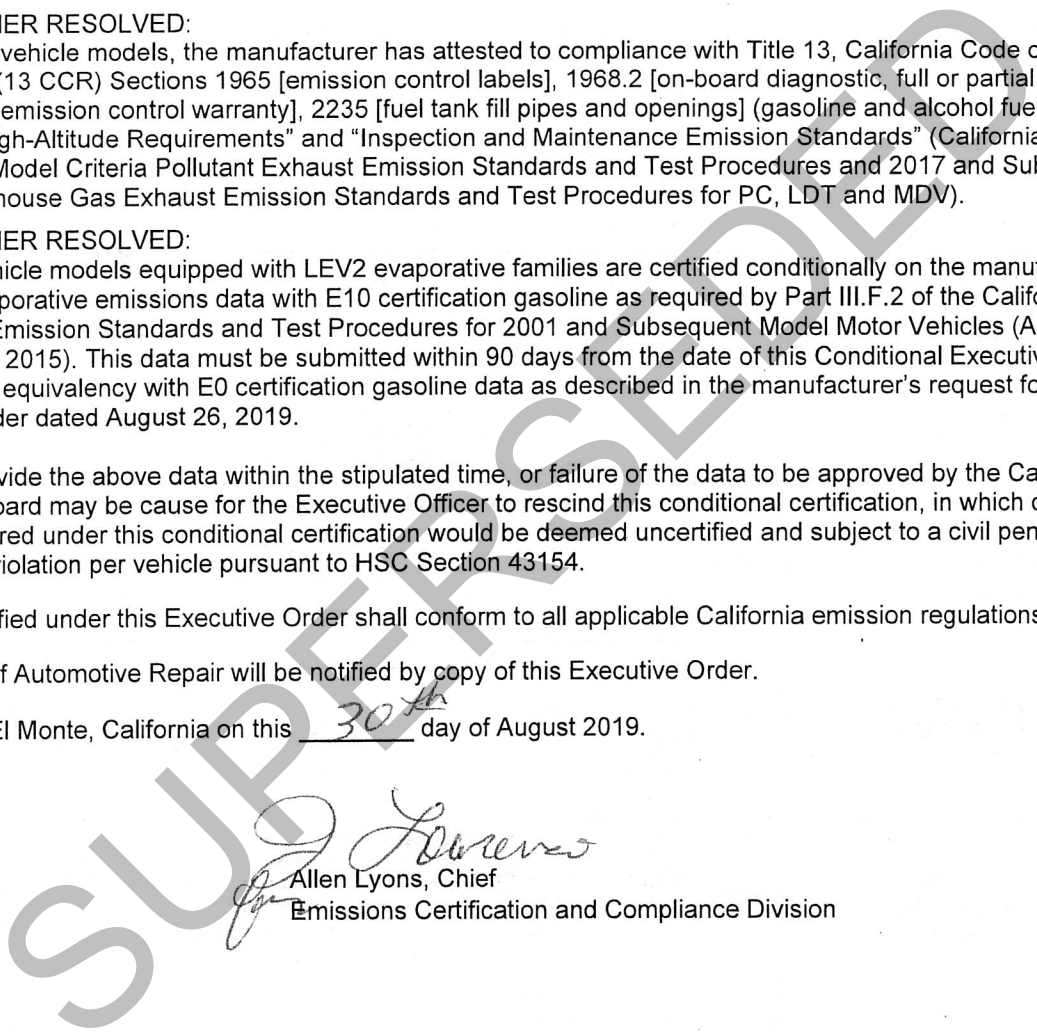 HER RESOLVED:
vehicle models, the manufacturer has attested to compliance with Title 13, California Code o
(13 CCR) Sections 1965 [emission control labels], 1968.2 [on-board diagnostic, full or partial
emission control warranty], 2235 [fuel tank fill pipes and openings] (gasoline and alcohol fue
gh-Altitude Requirements” and “Inspection and Maintenance Emission Standards” (California
Model Criteria Pollutant Exhaust Emission Standards and Test Procedures and 2017 and Sub
house Gas Exhaust Emission Standards and Test Procedures for PC, LDT and MDV).
HER RESOLVED:
hicle models equipped with LEV2 evaporative families are certified conditionally on the manuf
porative emissions data with E10 certification gasoline as required by Part III.F.2 of the Califo
Emission Standards and Test Procedures for 2001 and Subsequent Model Motor Vehicles (A
2015). This data must be submitted within 90 days from the date of this Conditional Executiv
equivalency with E0 certification gasoline data as described in the manufacturer's request fo
der dated August 26, 2019.
vide the above data within the stipulated time, or failure of the data to be approved by the Ca
oard may be cause for the Executive Officer to rescind this conditional certification, in which c
red under this conditional certification would be deemed uncertified and subject to a civil pen
violation per vehicle pursuant to HSC Section 43154.
fied under this Executive Order shall conform to all applicable California emission regulations
f Automotive Repair will be notified by copy of this Executive Order.
El Monte, California on this 30th day of August 2019.
Allen Lyons, Chief
Emissions Certification and Compliance Division
SUPERSEDED